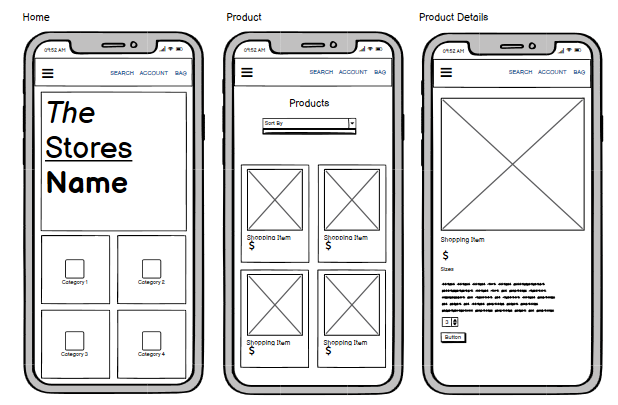 Home
09:52 AM
SEARCH ACCOUNT BAG
The
Stores
Name
Category 1
Category 2
Category 3
Category 4
Product
09:52 AM
SEARCH ACCOUNT BAG
Products
Sort By
Shopping Item
$
Shopping Item
$
Shopping Item
$
Shopping Item
$
Product Details
09:52 AM
SEARCH ACCOUNT BAG
Shopping Item
$
Sizes
3
Button